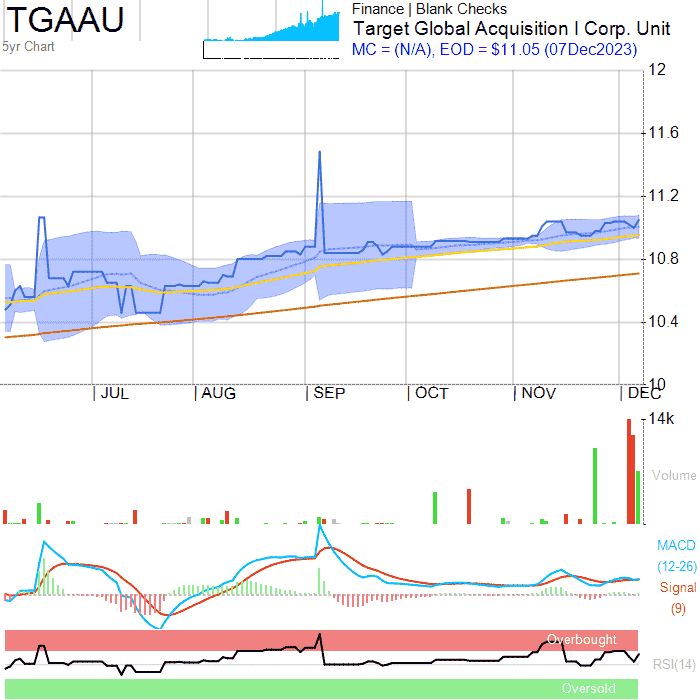 TGAAU
5yr Chart
Finance | Blank Checks
Target Global Acquisition I Corp. Unit
MC = (N/A), EOD = $11.05 (07Dec2023)
12
11.6
11.2
10.8
10.4
10
JUL AUG SEP OCT NOV DEC
14k
Volume
MACD
(12-26)
Signal
(9)
Overbought
RSI(14)
Oversold